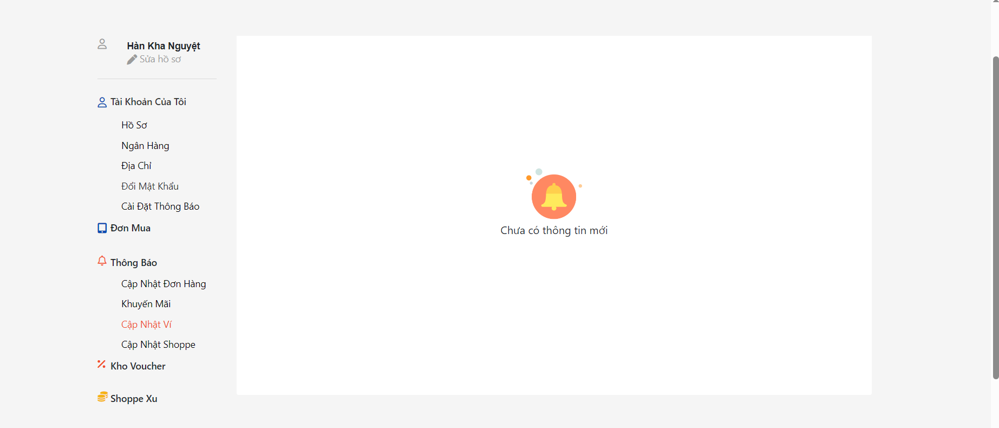 Hàn Kha Nguyệt
Sửa hồ sơ
Tài Khoản Của Tôi
Hồ Sơ
Ngân Hàng
Địa Chỉ
Đổi Mật Khẩu
Cài Đặt Thông Báo
Đơn Mua
Thông Báo
Cập Nhật Đơn Hàng
Khuyến Mãi
Cập Nhật Ví
Cập Nhật Shoppe
Kho Voucher
Shoppe Xu
Chưa có thông tin mới